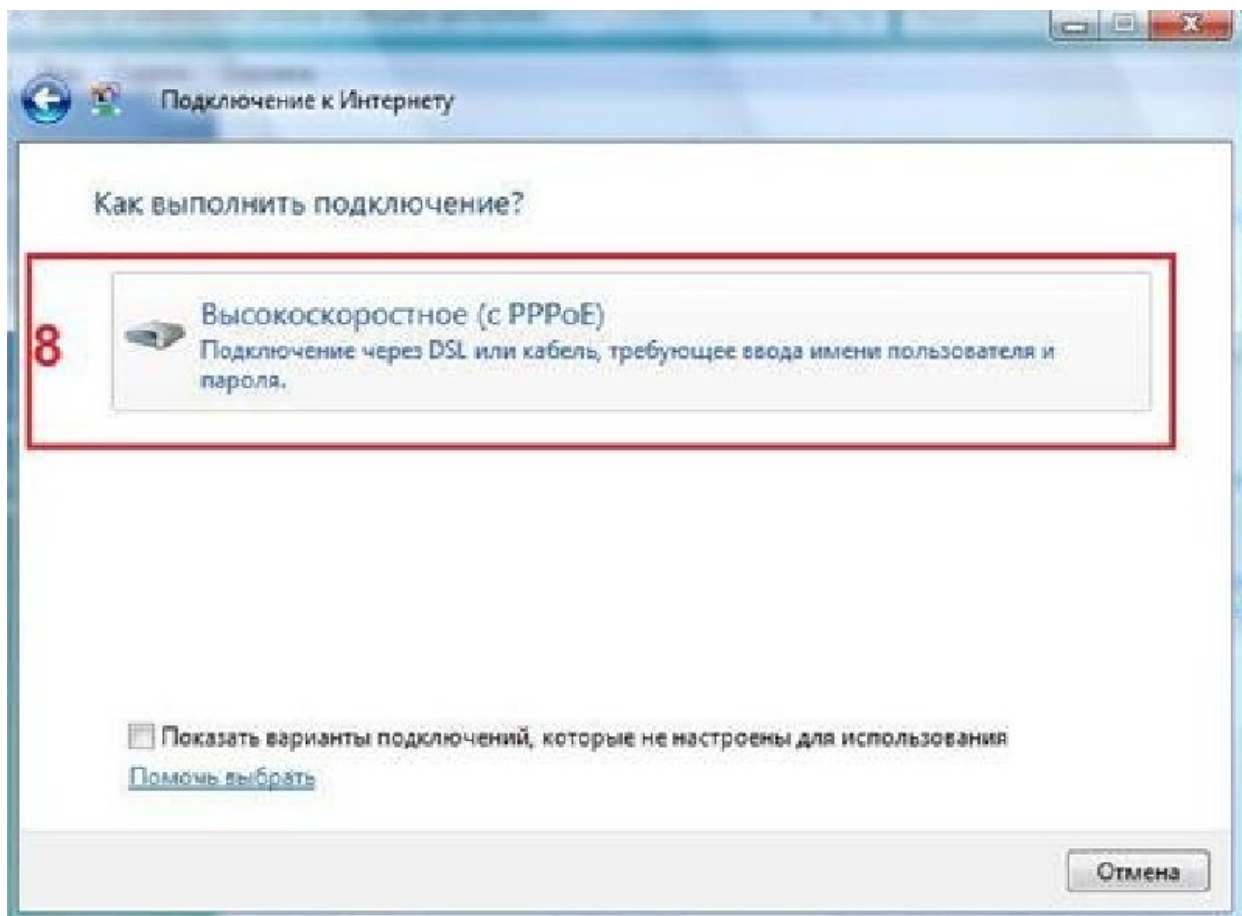 Подключение к Интернету
Как выполнить подключение?
8
Высокоскоростное (с PPPoE)
Подключение через DSL или кабель, требующее ввода имени пользователя и
пароля.
Показать варианты подключений, которые не настроены для использования
Помочь выбрать
Отмена